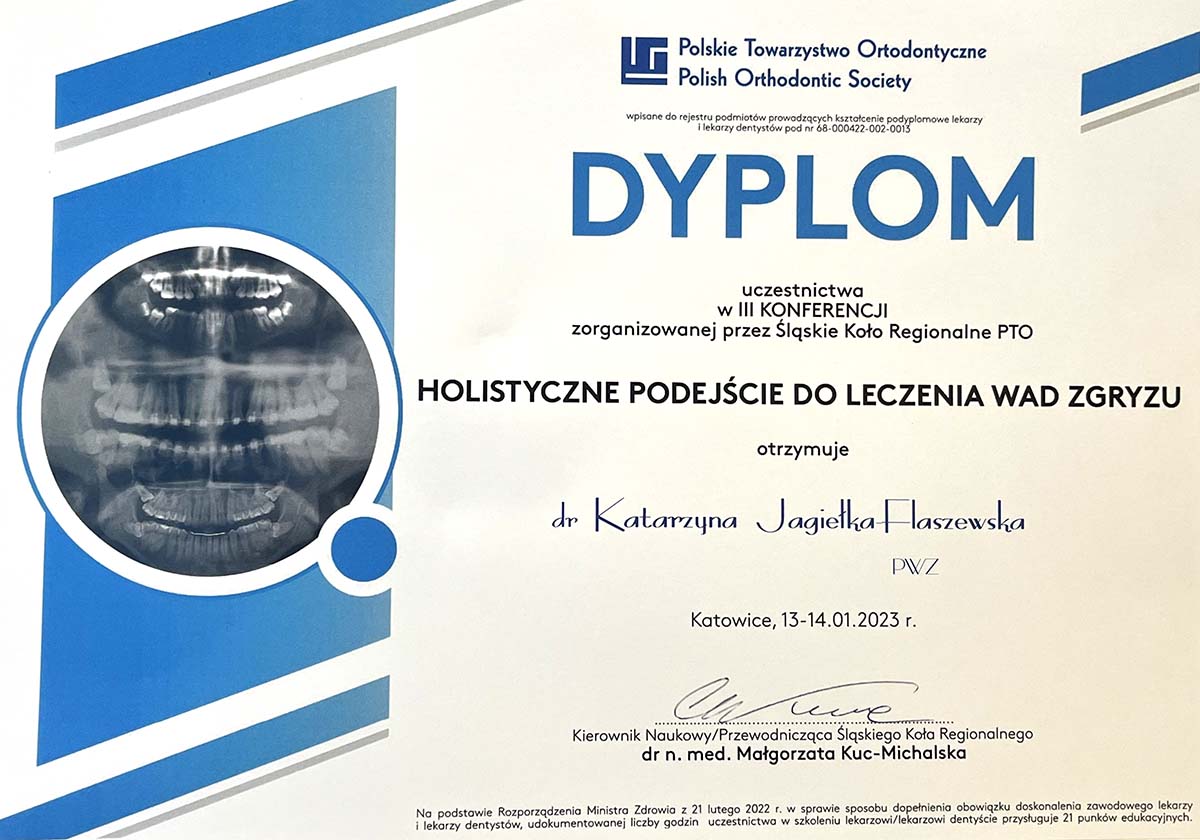 Polskie Towarzystwo Ortodontyczne
Polish Orthodontic Society
wpisane do rejestru podmiotów prowadzących kształcenie podyplomowe lekarzy
i lekarzy dentystów pod nr 68-000422-002-0013
DYPLOM
uczestnictwa
w III KONFERENCJI
zorganizowanej przez Śląskie Koło Regionalne PTO
HOLISTYCZNE PODEJŚCIE DO LECZENIA WAD ZGRYZU
otrzymuje
dr Katarzyna Jagiełka-Flaszewska
PWZ
Katowice, 13-14.01.2023 r.
Kierownik Naukowy/Przewodnicząca Śląskiego Koła Regionalnego
dr n. med. Małgorzata Kuc-Michalska
Na podstawie Rozporządzenia Ministra Zdrowia z 21 lutego 2022 r. w sprawie sposobu dopełnienia obowiązku doskonalenia zawodowego lekarzy
i lekarzy dentystów, udokumentowanej liczby godzin uczestnictwa w szkoleniu lekarzowi/lekarzowi dentyście przysługuje 21 punków edukacyjnych.